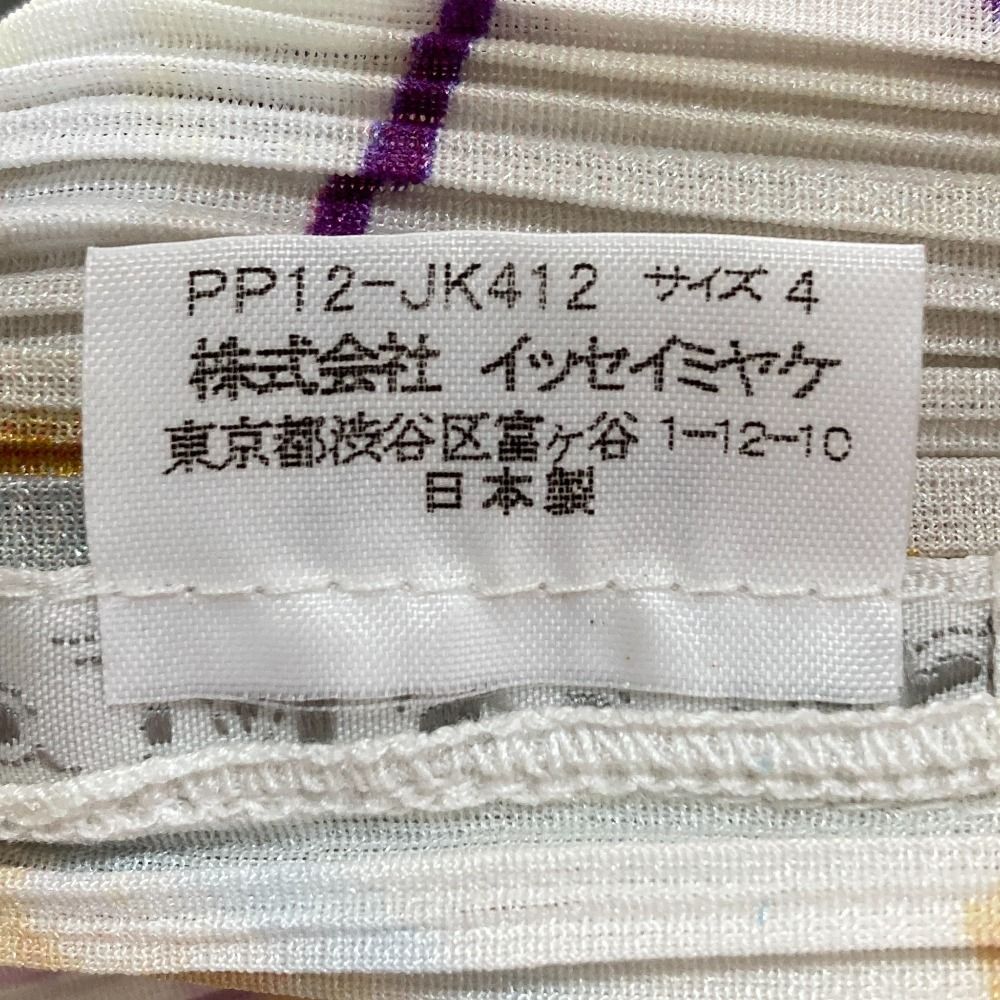 PP12-JK412 サイズ 4
株式会社 イッセイミヤケ
東京都渋谷区富ヶ谷 1-12-10
日本製